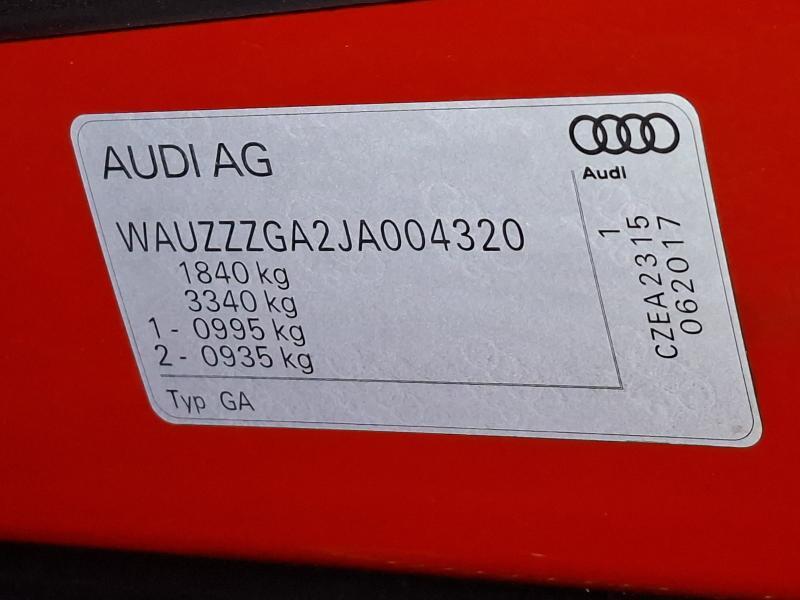 AUDI AG
Audi
WAUZZZGA2JA004320
1840 kg
3340 kg
1 - 0995 kg
2 - 0935 kg
Typ GA
1
CZEA2315
062017